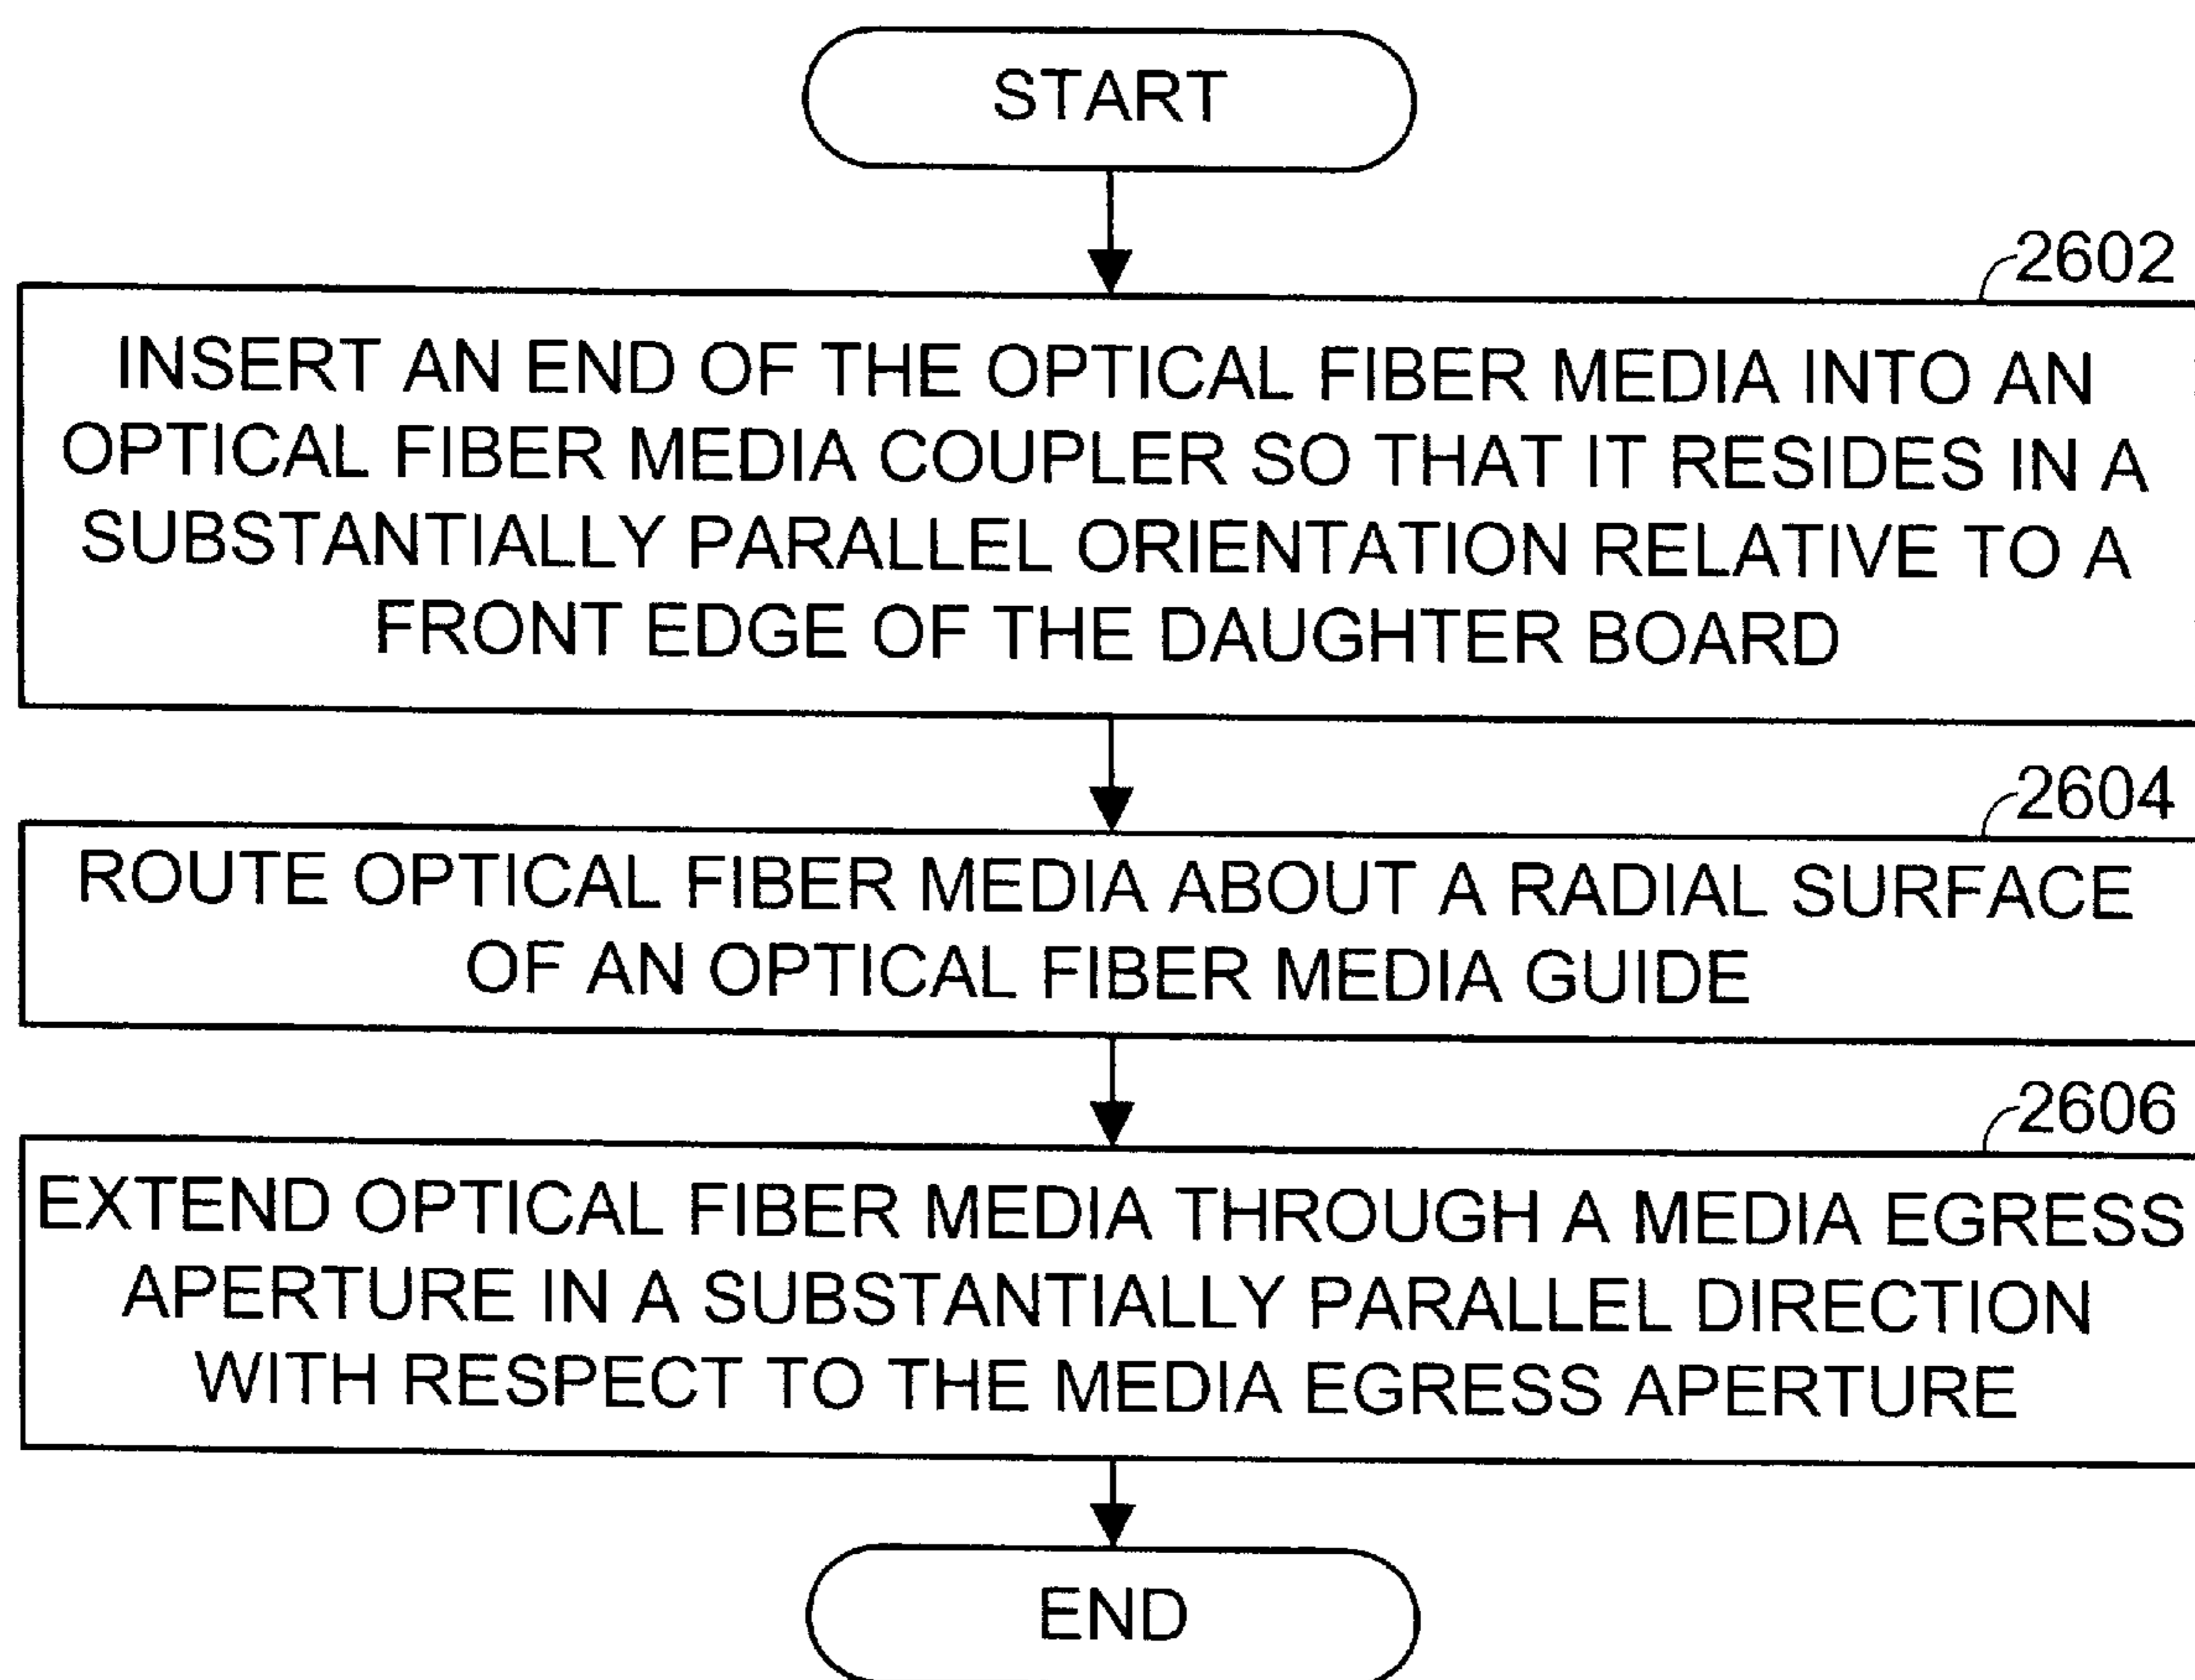 START
2602
INSERT AN END OF THE OPTICAL FIBER MEDIA INTO AN
OPTICAL FIBER MEDIA COUPLER SO THAT IT RESIDES IN A
SUBSTANTIALLY PARALLEL ORIENTATION RELATIVE TO A
FRONT EDGE OF THE DAUGHTER BOARD
2604
ROUTE OPTICAL FIBER MEDIA ABOUT A RADIAL SURFACE
OF AN OPTICAL FIBER MEDIA GUIDE
2606
EXTEND OPTICAL FIBER MEDIA THROUGH A MEDIA EGRESS
APERTURE IN A SUBSTANTIALLY PARALLEL DIRECTION
WITH RESPECT TO THE MEDIA EGRESS APERTURE
END